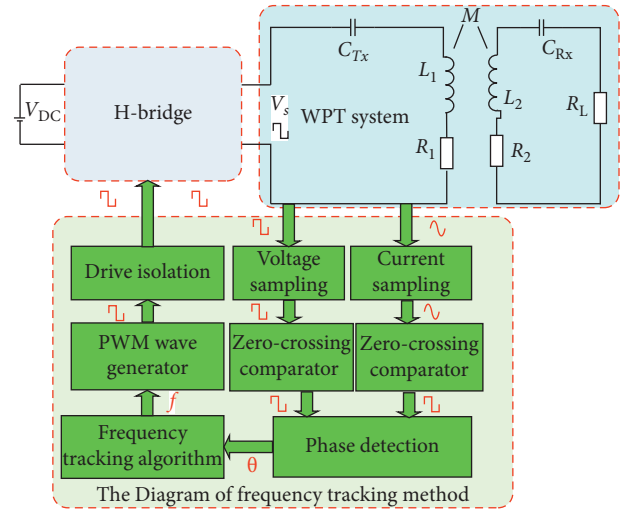 M
C_Tx
C_Rx
L_1
L_2
V_DC
H-bridge
V_s
WPT system
R_L
R_1
R_2
Drive isolation
Voltage
sampling
Current
sampling
PWM wave
generator
Zero-crossing
comparator
Zero-crossing
comparator
f
Frequency
tracking algorithm
θ
Phase detection
The Diagram of frequency tracking method